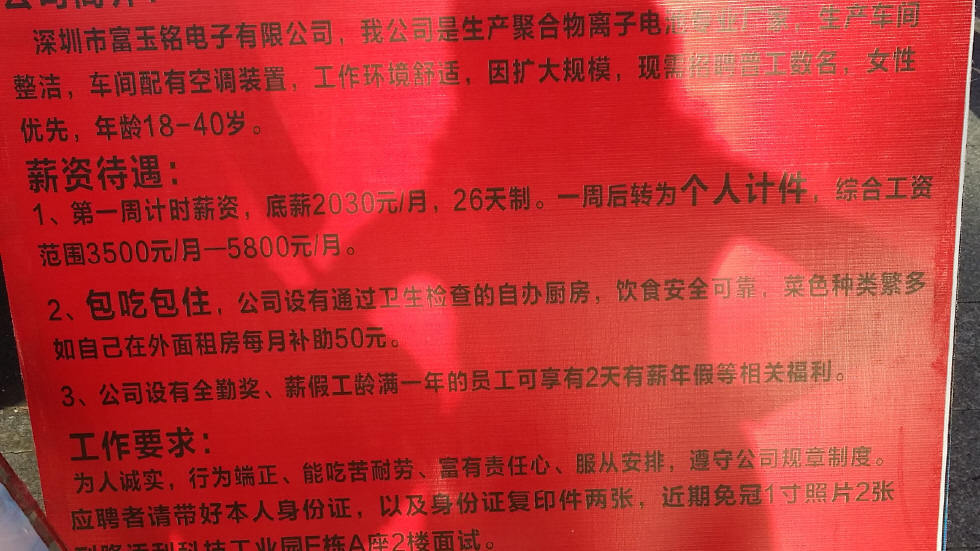 公司简介：
深圳市富玉铭电子有限公司，我公司是生产聚合物离子电池专业厂家，生产车间
整洁，车间配有空调装置，工作环境舒适，因扩大规模，现需招聘普工数名，女性
优先，年龄18-40岁。
薪资待遇：
1、第一周计时薪资，底薪2030元/月，26天制。一周后转为个人计件，综合工资
范围3500元/月—5800元/月。
2、包吃包住，公司设有通过卫生检查的自办厨房，饮食安全可靠，菜色种类繁多
如自己在外面租房每月补助50元。
3、公司设有全勤奖、薪假工龄满一年的员工可享有2天有薪年假等相关福利。
工作要求：
为人诚实，行为端正、能吃苦耐劳、富有责任心、服从安排，遵守公司规章制度。
应聘者请带好本人身份证，以及身份证复印件两张，近期免冠1寸照片2张
科技工业园E栋A座2楼面试。